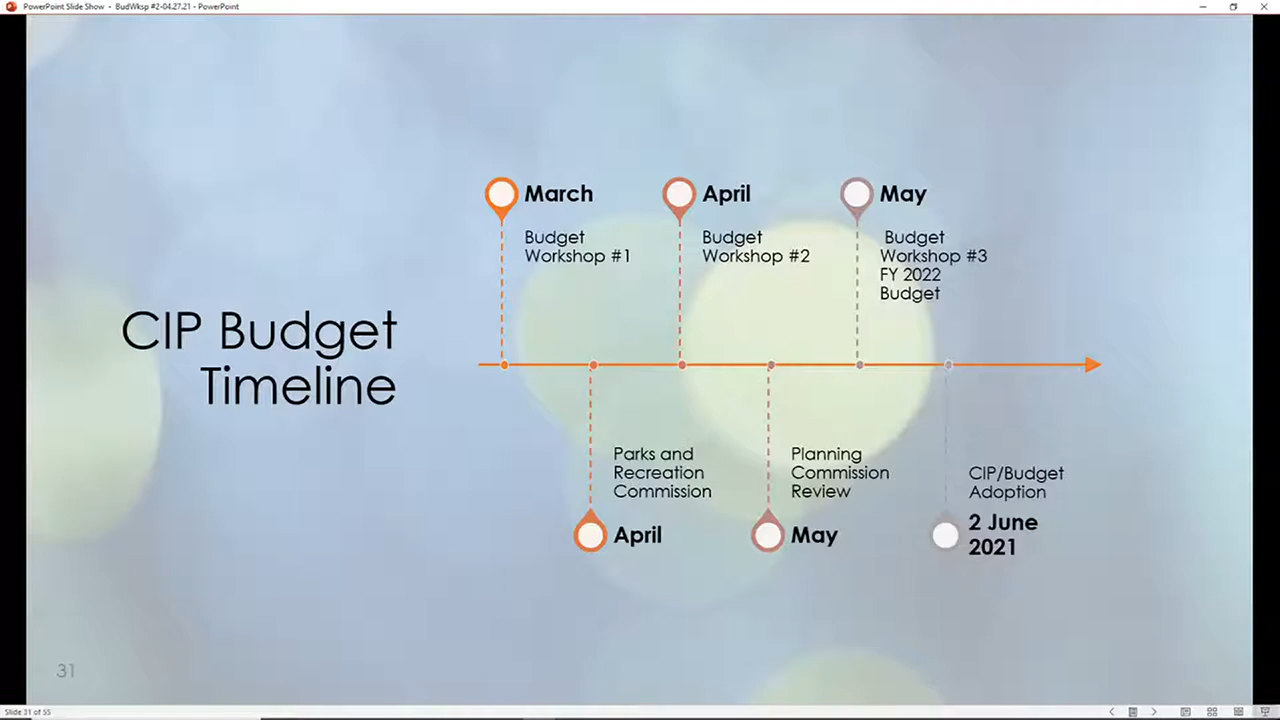 PowerPoint Slide Show - BudWksp #2-04.27.21 - PowerPoint
March
Budget
Workshop #1
April
Budget
Workshop #2
May
Budget
Workshop #3
FY 2022
Budget
CIP Budget
Timeline
Parks and
Recreation
Commission
April
Planning
Commission
Review
May
CIP/Budget
Adoption
2 June
2021
31
Slide 31 of 55